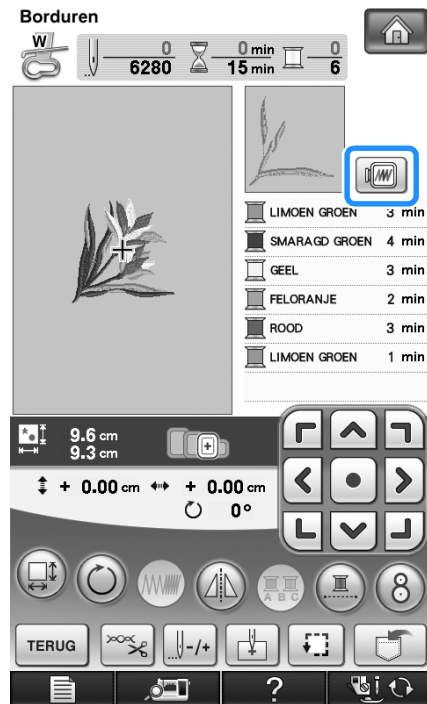 Borduren
W
0 0 min 0
6280 15 min 6
LIMOEN GROEN 3 min
SMARAGD GROEN 4 min
GEEL 3 min
FELORANJE 2 min
ROOD 3 min
LIMOEN GROEN 1 min
9.6 cm
9.3 cm
+ 0.00 cm + 0.00 cm
0°
A B C
8
TERUG -/+
?